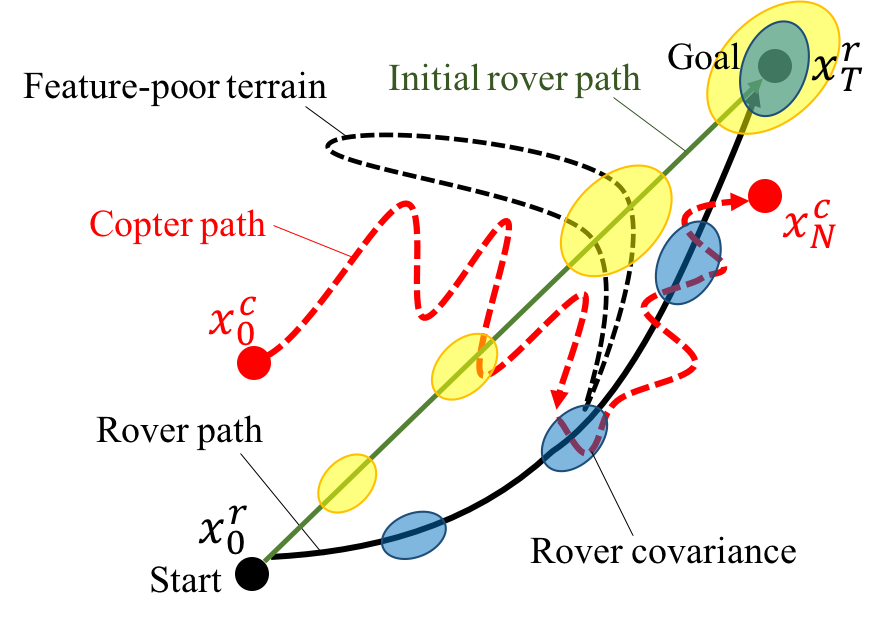 Goal
x_T^r
Initial rover path
Feature-poor terrain
Copter path
x_N^c
x_0^c
Rover path
x_0^r
Rover covariance
Start